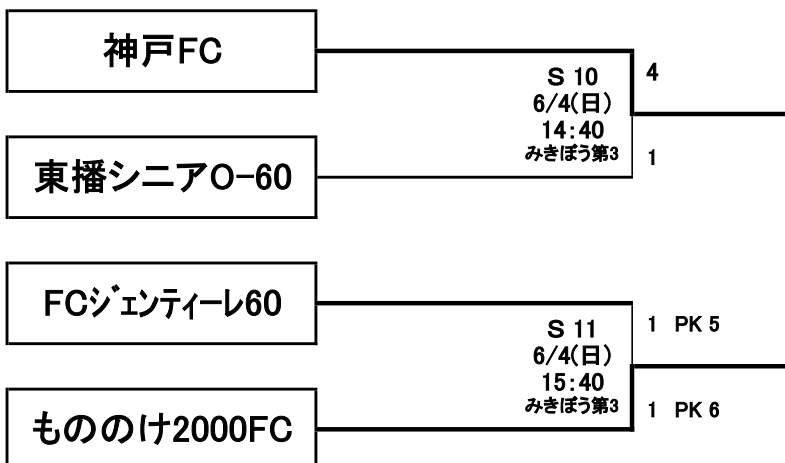 神戸FC
S 10
6/4(日)
14:40
みきぼう第3
4
1
東播シニアO-60
FCジェンティーレ60
S 11
6/4(日)
15:40
みきぼう第3
1 PK 5
1 PK 6
もののけ2000FC